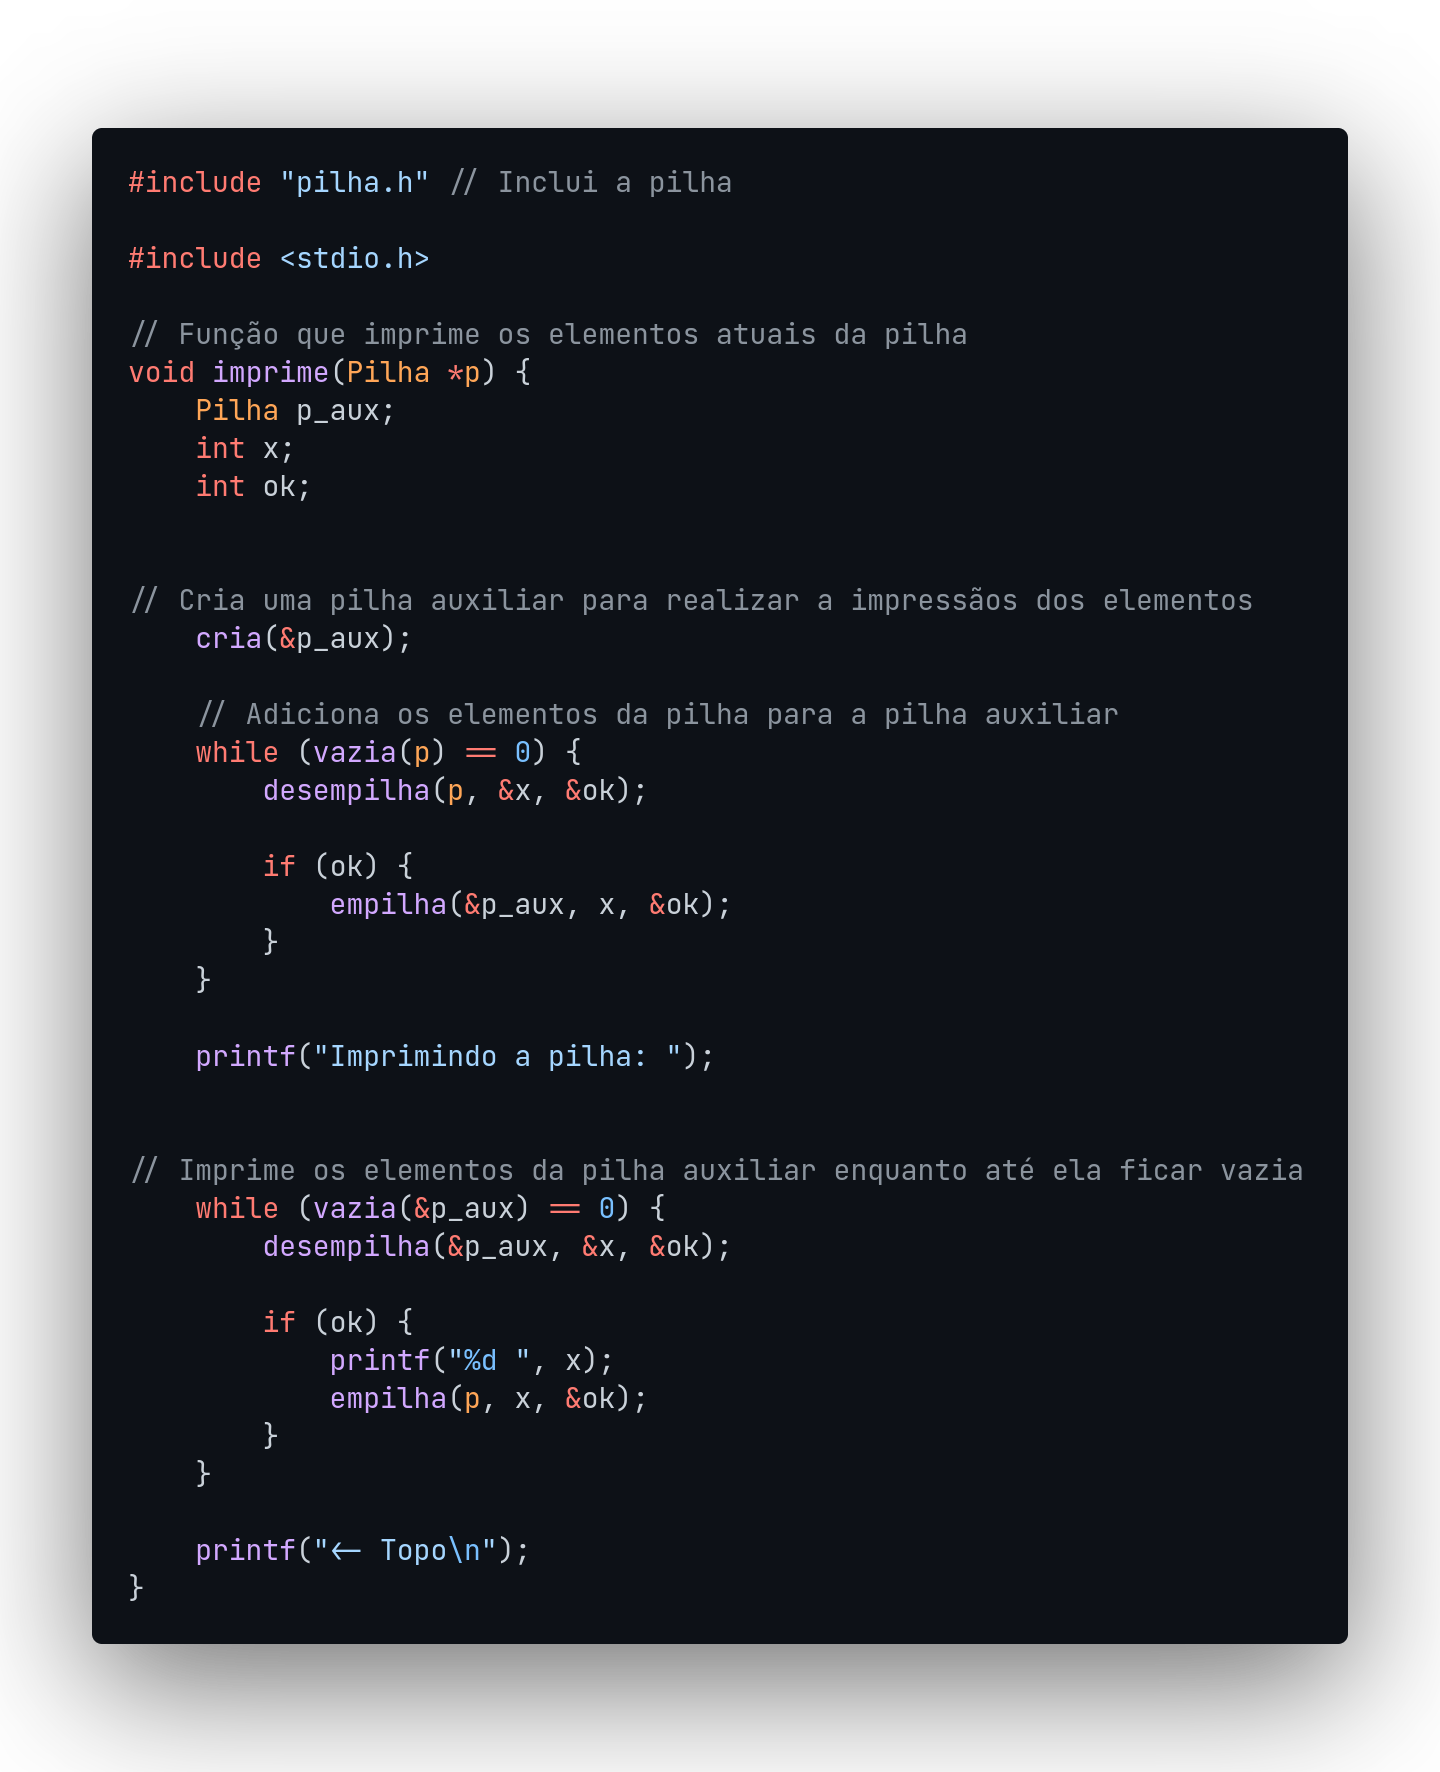 #include "pilha.h" // Inclui a pilha
#include <stdio.h>
// Função que imprime os elementos atuais da pilha
void imprime(Pilha *p) {
    Pilha p_aux;
    int x;
    int ok;
// Cria uma pilha auxiliar para realizar a impressãos dos elementos
    cria(&p_aux);
    // Adiciona os elementos da pilha para a pilha auxiliar
    while (vazia(p) == 0) {
        desempilha(p, &x, &ok);
        if (ok) {
            empilha(&p_aux, x, &ok);
        }
    }
    printf("Imprimindo a pilha: ");
// Imprime os elementos da pilha auxiliar enquanto até ela ficar vazia
    while (vazia(&p_aux) == 0) {
        desempilha(&p_aux, &x, &ok);
        if (ok) {
            printf("%d ", x);
            empilha(p, x, &ok);
        }
    }
    printf("<- Topo\n");
}